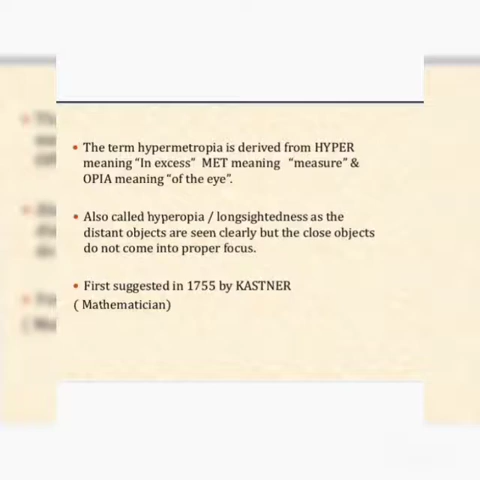 • The term hypermetropia is derived from HYPER
meaning “In excess”  MET meaning  “measure” &
OPIA meaning “of the eye”.
• Also called hyperopia / longsightedness as the
distant objects are seen clearly but the close objects
do not come into proper focus.
• First suggested in 1755 by KASTNER
( Mathematician)